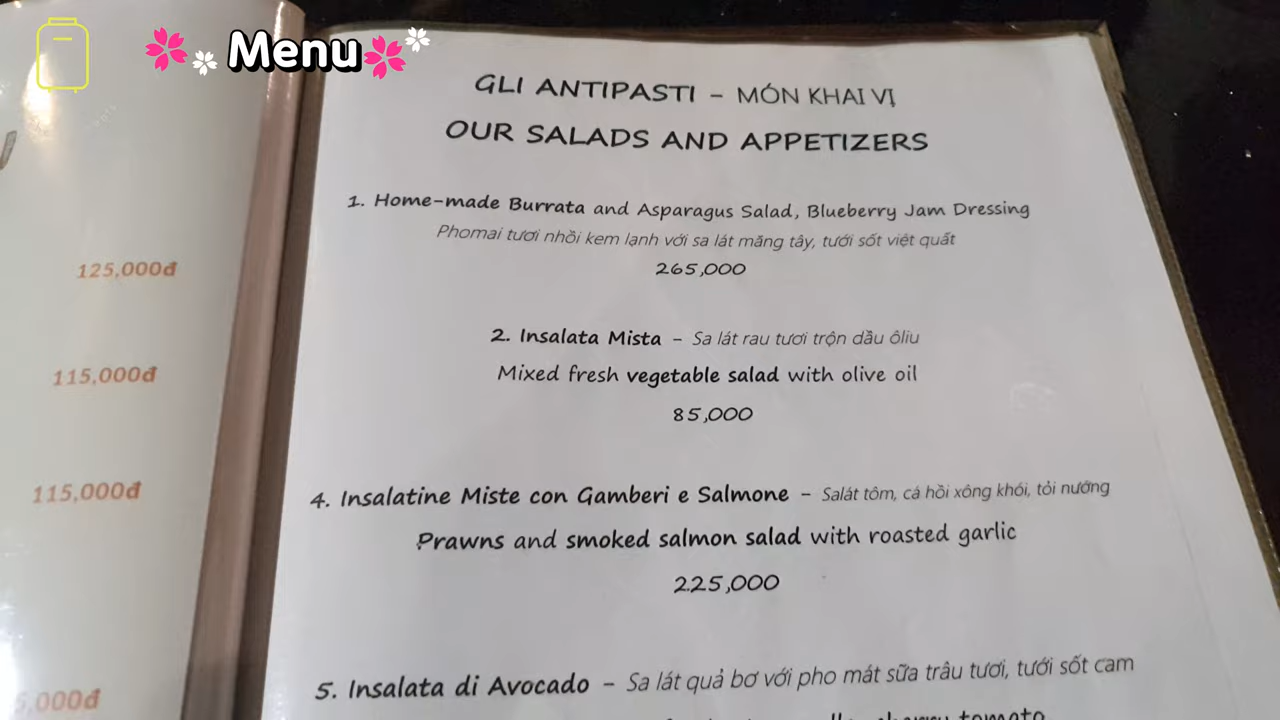 Menu
125,000đ
115,000đ
115,000đ
5,000đ
GLI ANTIPASTI – MÓN KHAI VỊ
OUR SALADS AND APPETIZERS
1. Home-made Burrata and Asparagus Salad, Blueberry Jam Dressing
Phomai tươi nhồi kem lạnh với sa lát măng tây, tưới sốt việt quất
265,000
2. Insalata Mista – Sa lát rau tươi trộn dầu ôliu
Mixed fresh vegetable salad with olive oil
85,000
4. Insalatine Miste con Gamberi e Salmone – Salát tôm, cá hồi xông khói, tỏi nướng
Prawns and smoked salmon salad with roasted garlic
225,000
5. Insalata di Avocado – Sa lát quả bơ với pho mát sữa trâu tươi, tưới sốt cam
cherry tomato